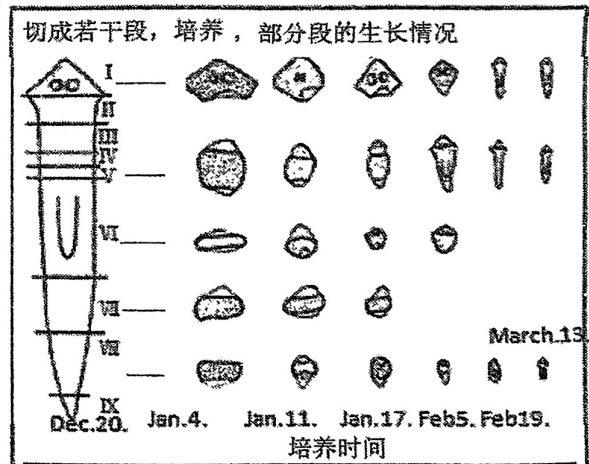 切成若干段，培养，部分段的生长情况
I
II
III
IV
V
VI
VII
VIII
IX
March.13.
Dec.20. Jan.4. Jan.11. Jan.17. Feb5. Feb19.
培养时间